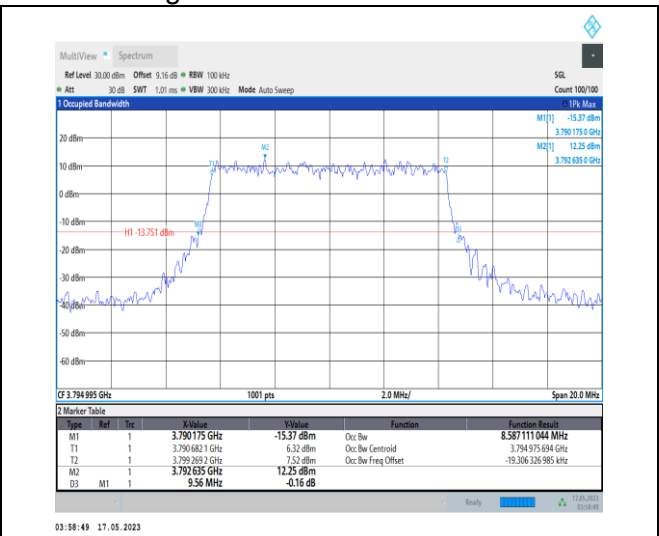 MultiView Spectrum
Ref Level 30.00 dBm Offset 9.16 dB RBW 100 kHz SGL
Att 30 dB SWT 1.01 ms VBW 300 kHz Mode Auto Sweep Count 100/100
1 Occupied Bandwidth 1Pk Max
M1[1] -15.37 dBm
3.790 175 0 GHz
M2[1] 12.25 dBm
3.792 635 0 GHz
20 dBm
M2
T1
T2
10 dBm
0 dBm
-10 dBm
M1
H1 -13.751 dBm
-20 dBm
-30 dBm
-40 dBm
-50 dBm
-60 dBm
CF 3.794 995 GHz 1001 pts 2.0 MHz/ Span 20.0 MHz
2 Marker Table
Type Ref Trc X-Value Y-Value Function Function Result
M1 1 3.790175 GHz -15.37 dBm Occ Bw 8.587 111 044 MHz
T1 1 3.790 682 1 GHz 6.32 dBm Occ Bw Centroid 3.794 975 694 GHz
T2 1 3.799 269 2 GHz 7.52 dBm Occ Bw Freq Offset -19.306 326 985 kHz
M2 1 3.792 635 GHz 12.25 dBm
D3 M1 1 9.56 MHz -0.16 dB
Ready 17.05.2023
03:58:49
03:58:49 17.05.2023